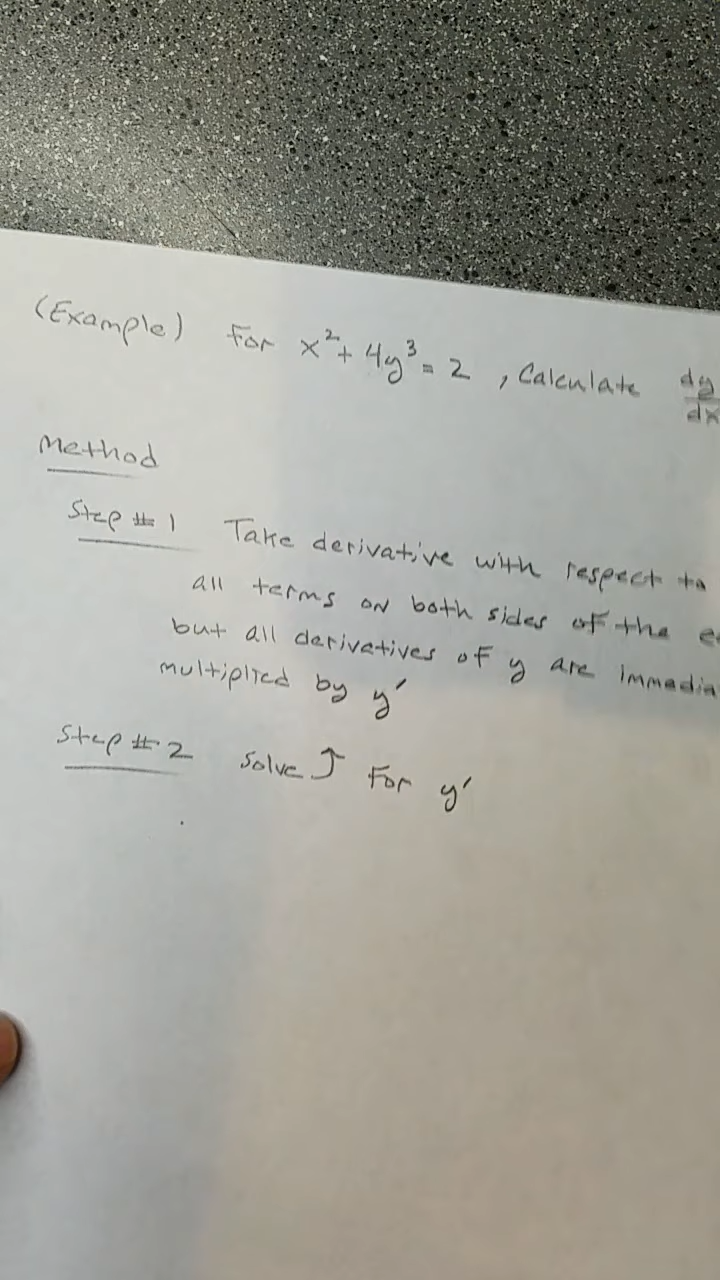 (Example) For x²+ 4y³ = 2 , Calculate dy/dx
Method
Step # 1 Take derivative with respect to
all terms on both sides of the
but all derivatives of y are
multiplied by y'
Step # 2 Solve ⤴ For y'